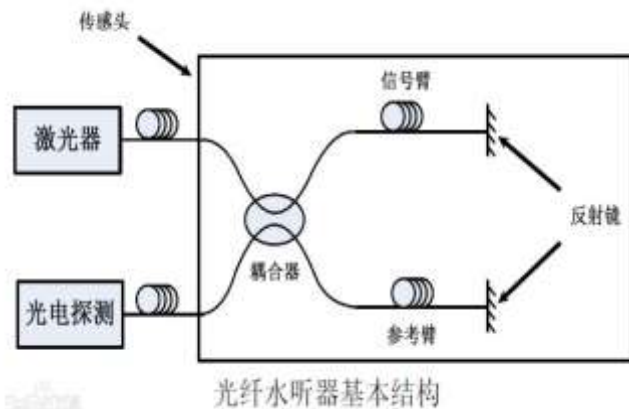 传感头
信号臂
激光器
反射镜
耦合器
光电探测
参考臂
光纤水听器基本结构